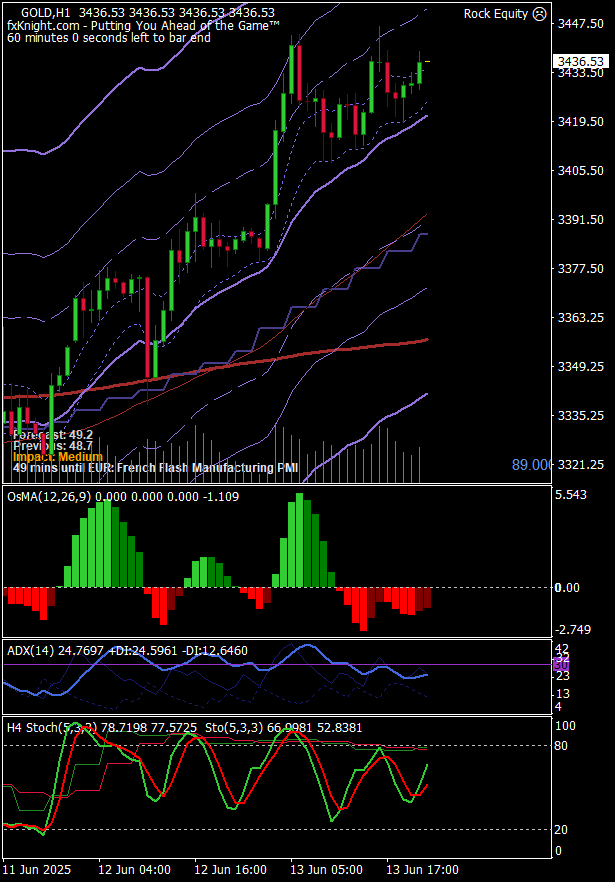 GOLD,H1 3436.53 3436.53 3436.53 3436.53
Rock Equity ☹
fxKnight.com - Putting You Ahead of the Game™
60 minutes 0 seconds left to bar end
3447.50
3436.53
3433.50
3419.50
3405.50
3391.50
3377.50
3363.25
3349.25
3335.25
3321.25
Forecast: 49.2
Previous: 48.7
Impact: Medium
49 mins until EUR: French Flash Manufacturing PMI
89.000
OsMA(12,26,9) 0.000 0.000 0.000 -1.109
5.543
0.00
-2.749
ADX(14) 24.7697 +DI:24.5961 -DI:12.6460
42
32
30
23
13
4
H4 Stoch(5,3,3) 78.7198 77.5725 Sto(5,3,3) 66.9981 52.8381
100
80
20
0
11 Jun 2025
12 Jun 04:00
12 Jun 16:00
13 Jun 05:00
13 Jun 17:00